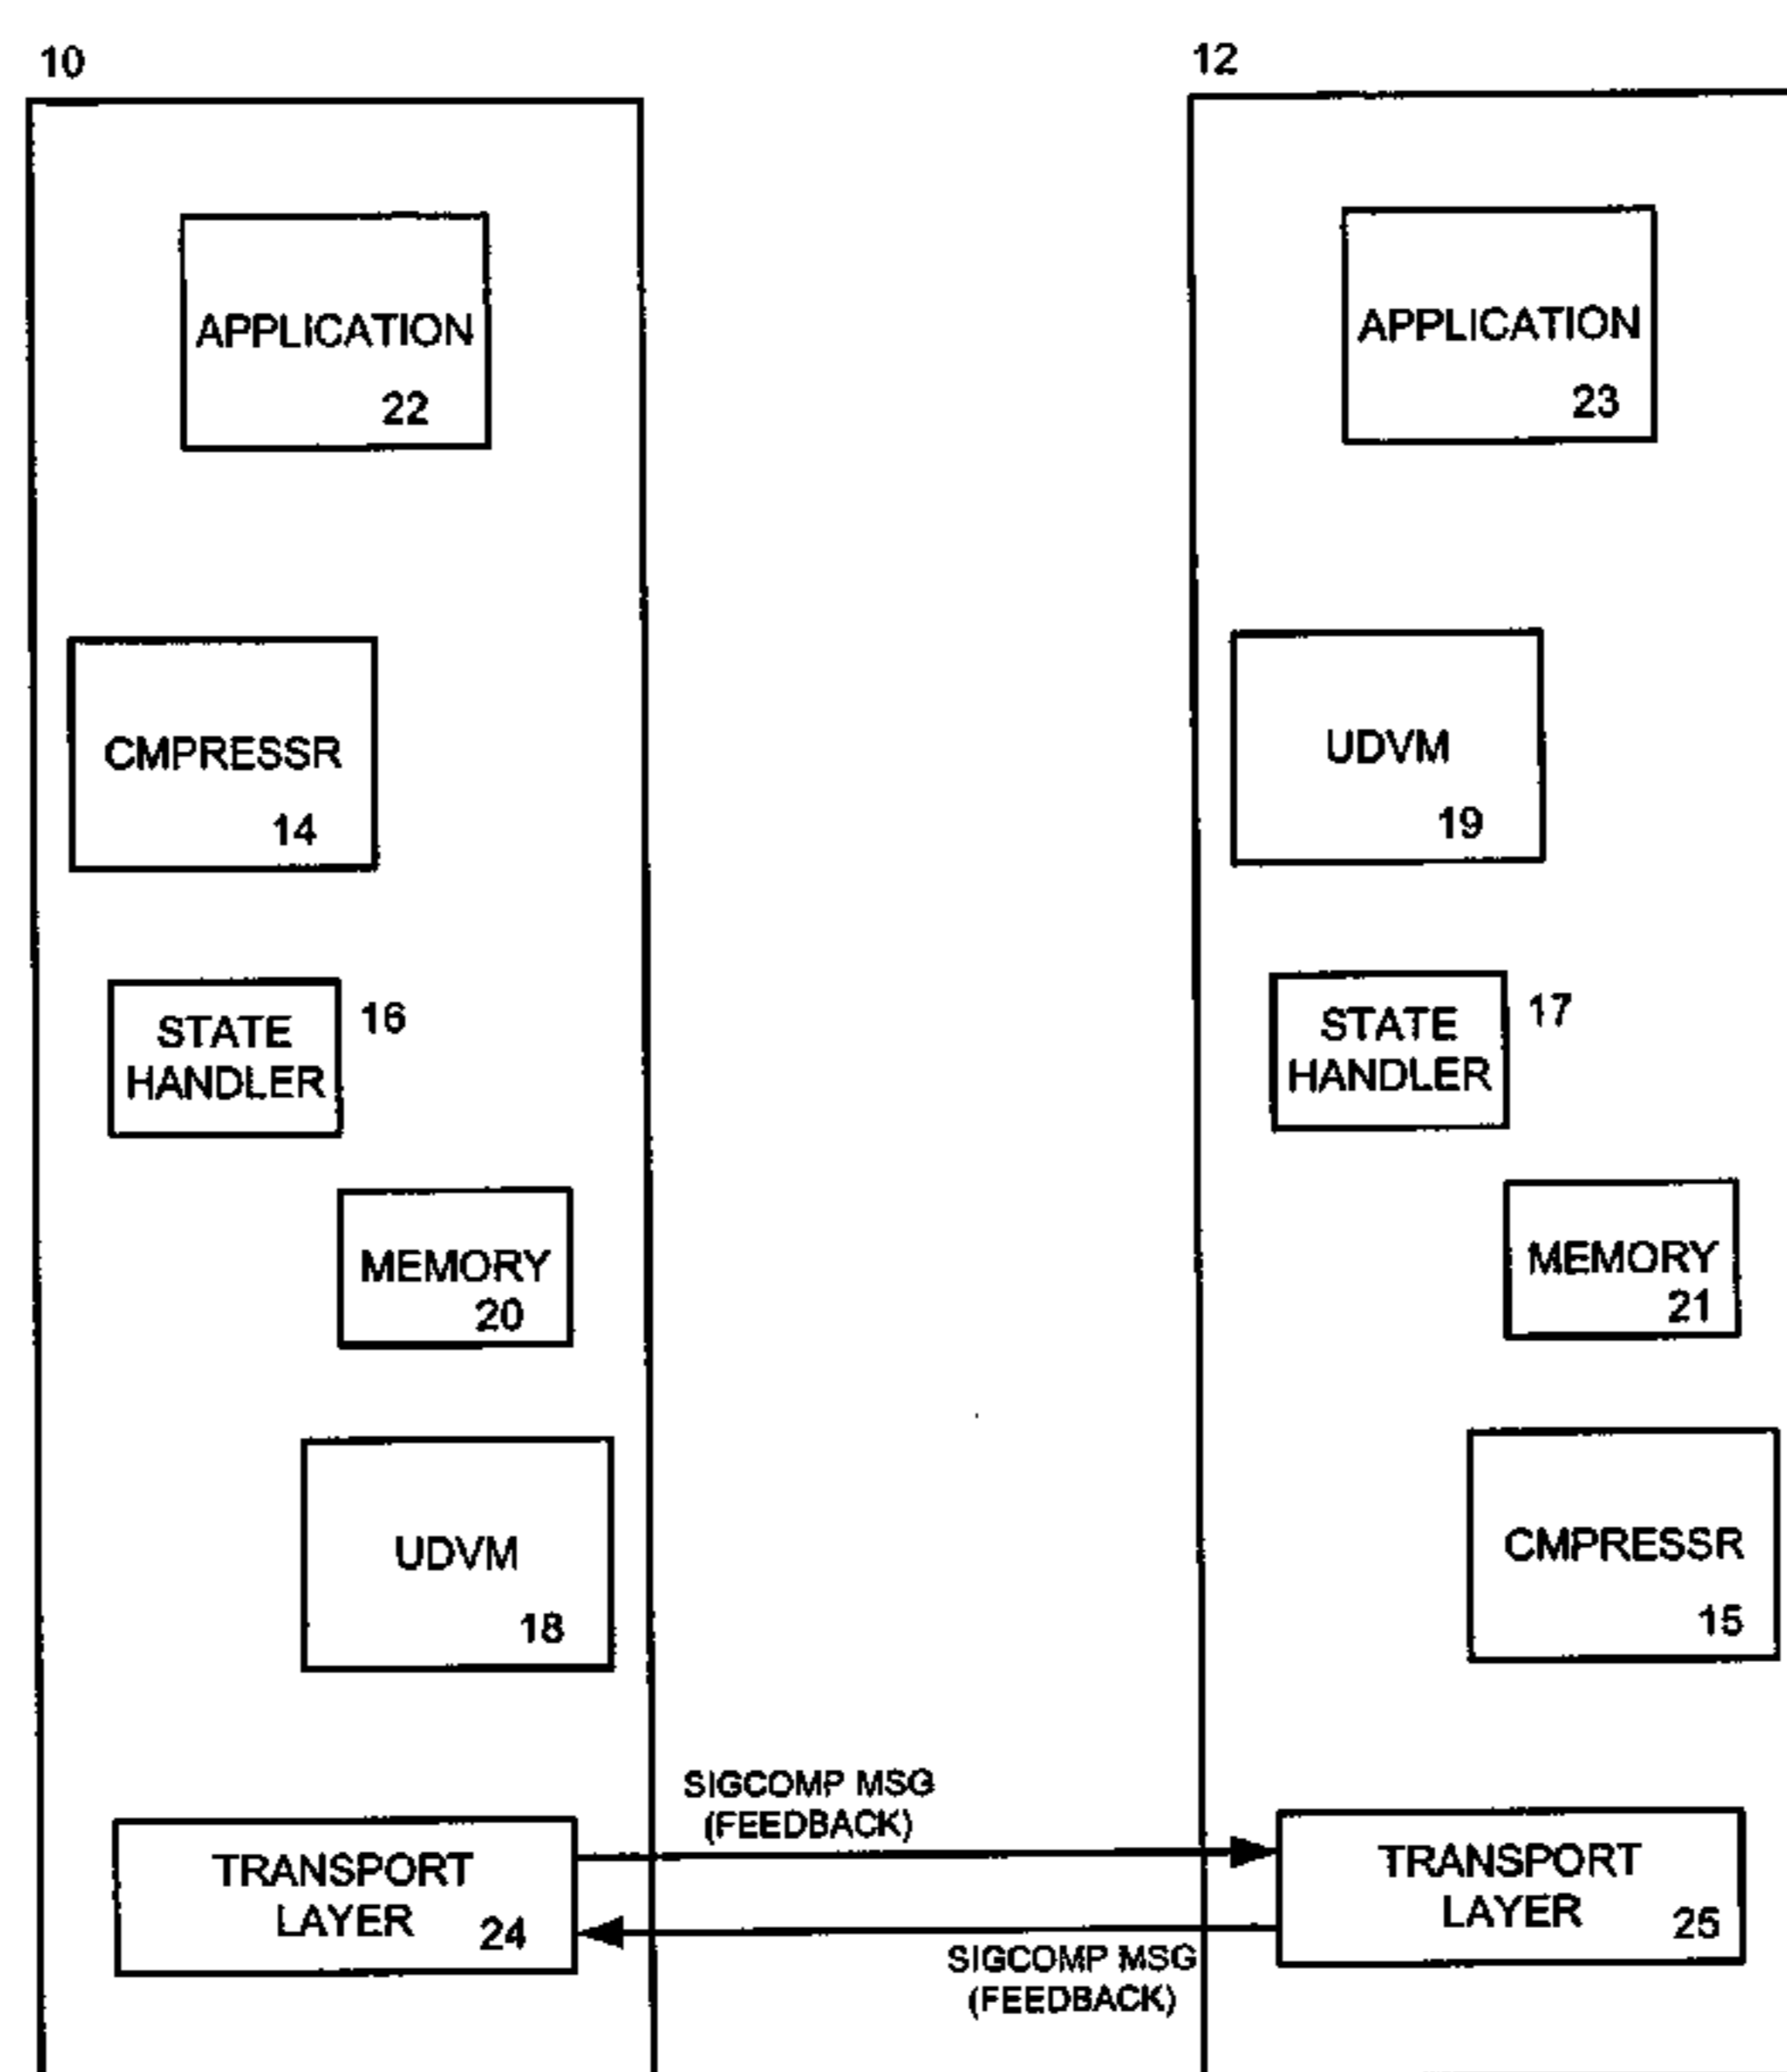 10
APPLICATION
22
CMPRESSR
14
STATE
HANDLER
16
MEMORY
20
UDVM
18
TRANSPORT
LAYER
24
SIGCOMP MSG
(FEEDBACK)
SIGCOMP MSG
(FEEDBACK)
12
APPLICATION
23
UDVM
19
STATE
HANDLER
17
MEMORY
21
CMPRESSR
15
TRANSPORT
LAYER
25